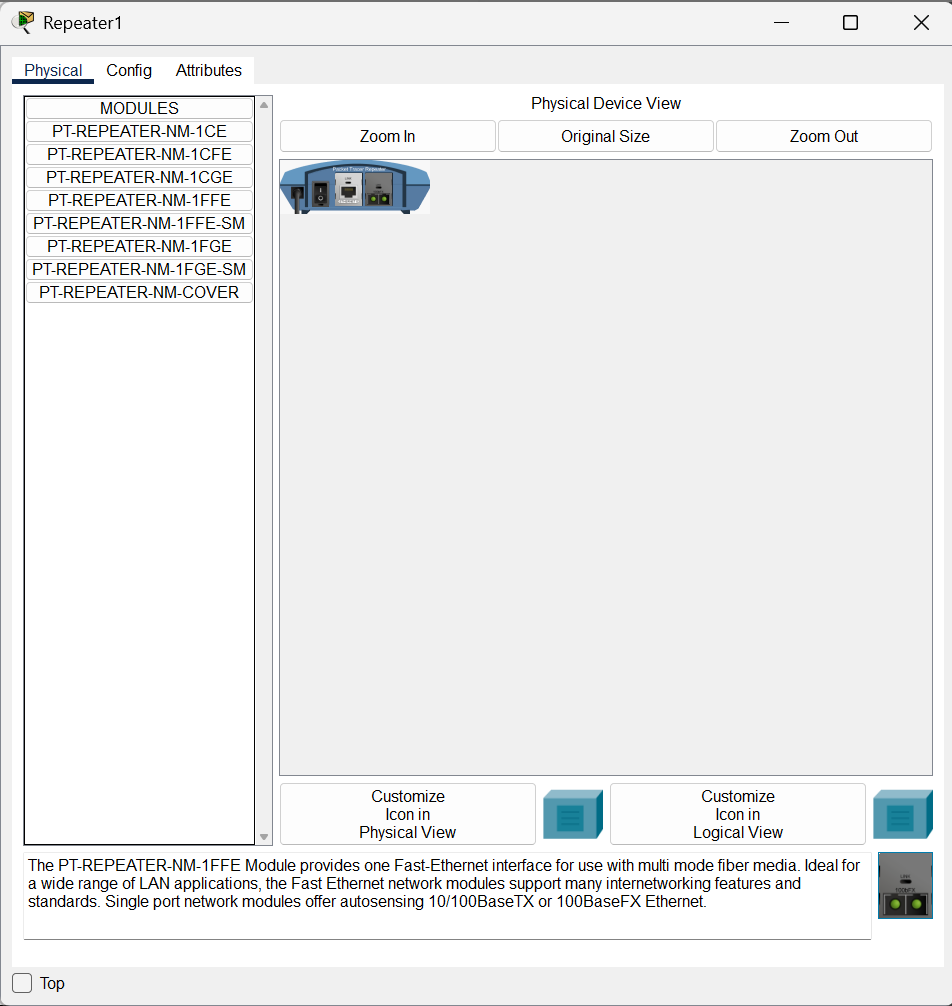 Repeater1
Physical
Config
Attributes
MODULES
PT-REPEATER-NM-1CE
PT-REPEATER-NM-1CFE
PT-REPEATER-NM-1CGE
PT-REPEATER-NM-1FFE
PT-REPEATER-NM-1FFE-SM
PT-REPEATER-NM-1FGE
PT-REPEATER-NM-1FGE-SM
PT-REPEATER-NM-COVER
Physical Device View
Zoom In
Original Size
Zoom Out
Packet Tracer Repeater
Customize
Icon in
Physical View
Customize
Icon in
Logical View
The PT-REPEATER-NM-1FFE Module provides one Fast-Ethernet interface for use with multi mode fiber media. Ideal for
a wide range of LAN applications, the Fast Ethernet network modules support many internetworking features and
standards. Single port network modules offer autosensing 10/100BaseTX or 100BaseFX Ethernet.
LINK
100bFX
Top